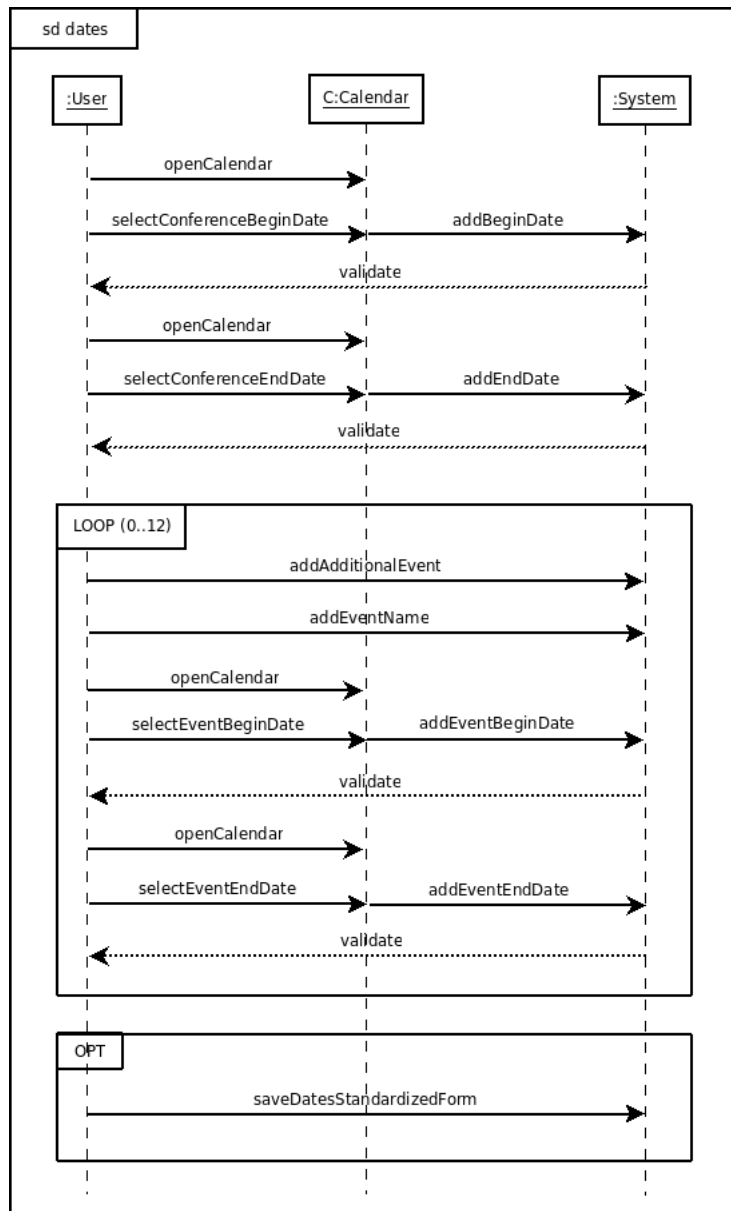 sd dates
:User
C:Calendar
:System
openCalendar
selectConferenceBeginDate
addBeginDate
validate
openCalendar
selectConferenceEndDate
addEndDate
validate
LOOP (0..12)
addAdditionalEvent
addEventName
openCalendar
selectEventBeginDate
addEventBeginDate
validate
openCalendar
selectEventEndDate
addEventEndDate
validate
OPT
saveDatesStandardizedForm